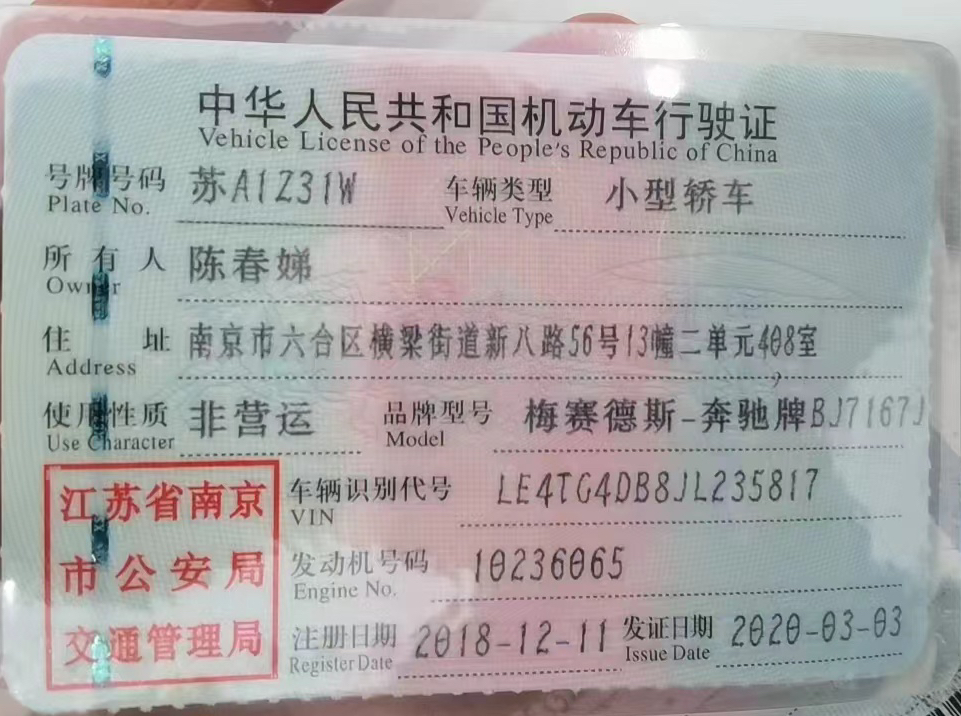 中华人民共和国机动车行驶证
Vehicle License of the People's Republic of China
号牌号码 苏A1Z31W 车辆类型 小型轿车
Plate No. Vehicle Type
所有人 陈春娣
Owner
住址 南京市六合区横梁街道新八路56号13幢二单元408室
Address
使用性质 非营运 品牌型号 梅赛德斯-奔驰牌BJ7167J
Use Character Model
江苏省南京 车辆识别代号 LE4TG4DB8JL235817
VIN
市公安局 发动机号码 10236065
Engine No.
交通管理局 注册日期 2018-12-11 发证日期 2020-03-03
Register Date Issue Date